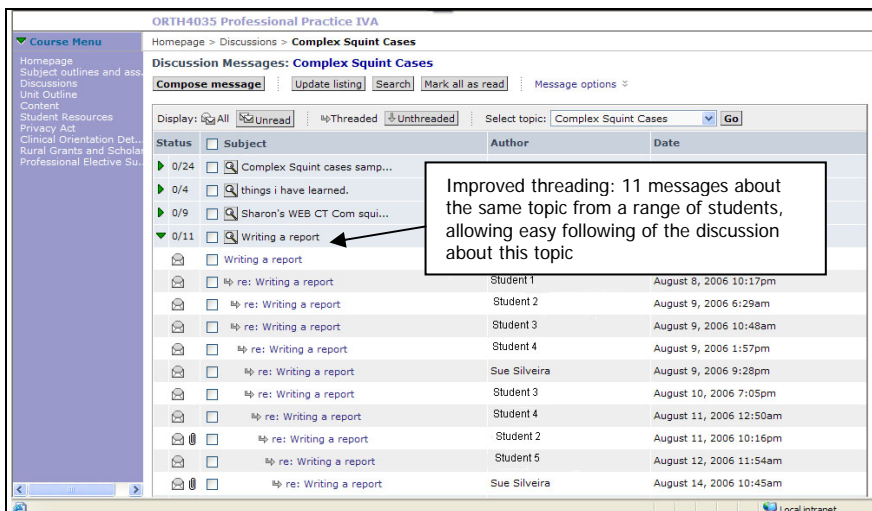 ORTH4035 Professional Practice IVA
Course Menu
Homepage
Subject outlines and ass.
Discussions
Unit Outline
Content
Student Resources
Privacy Act
Clinical Orientation Det..
Rural Grants and Scholar
Professional Elective Su..
Homepage > Discussions > Complex Squint Cases
Discussion Messages: Complex Squint Cases
Compose message Update listing Search Mark all as read Message options
Display: All Unread Threaded Unthreaded Select topic: Complex Squint Cases Go
Status Subject Author Date
0/24 Complex Squint cases samp...
0/4 things i have learned.
0/9 Sharon's WEB CT Com squi...
0/11 Writing a report
Improved threading: 11 messages about
the same topic from a range of students,
allowing easy following of the discussion
about this topic
Writing a report
re: Writing a report Student 1 August 8, 2006 10:17pm
re: Writing a report Student 2 August 9, 2006 6:29am
re: Writing a report Student 3 August 9, 2006 10:48am
re: Writing a report Student 4 August 9, 2006 1:57pm
re: Writing a report Sue Silveira August 9, 2006 9:28pm
re: Writing a report Student 3 August 10, 2006 7:05pm
re: Writing a report Student 4 August 11, 2006 12:50am
re: Writing a report Student 2 August 11, 2006 10:16pm
re: Writing a report Student 5 August 12, 2006 11:54am
re: Writing a report Sue Silveira August 14, 2006 10:45am
Local intranet